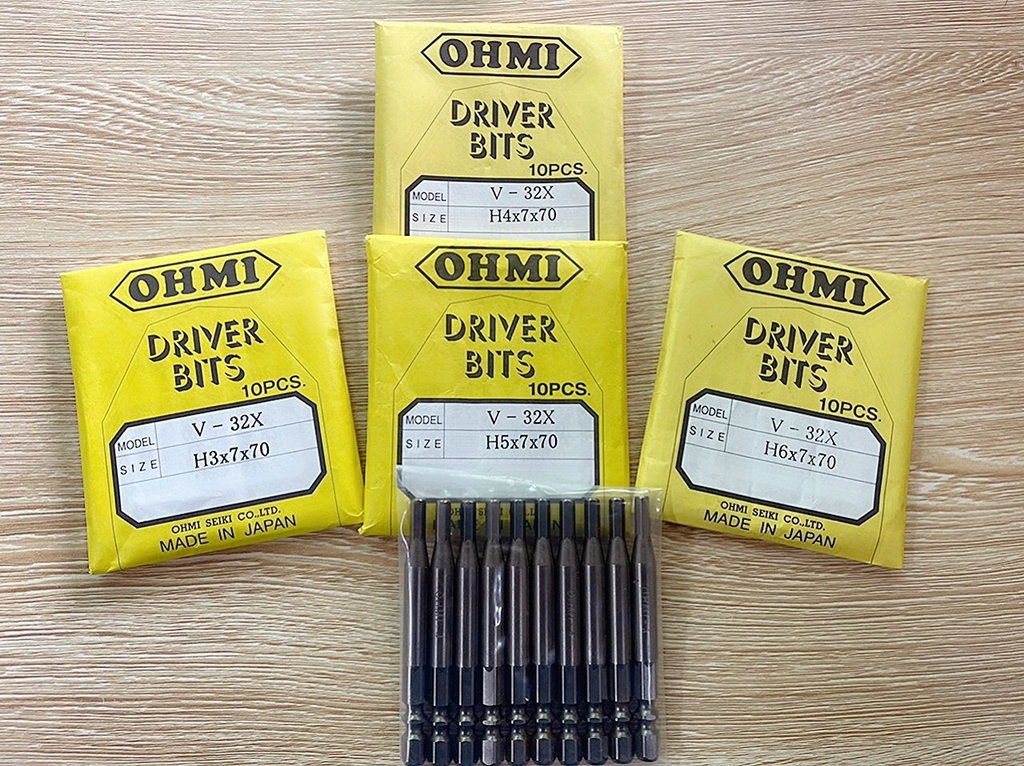 OHMI
DRIVER
BITS
10PCS.
MODEL V - 32X
SIZE H4x7x70
OHMI
DRIVER
BITS
10PCS.
MODEL V - 32X
SIZE H3x7x70
OHMI SEIKI CO.,LTD.
MADE IN JAPAN
OHMI
DRIVER
BITS
10PCS.
MODEL V - 32X
SIZE H5x7x70
OHMI
DRIVER
BITS
10PCS.
MODEL V - 32X
SIZE H6x7x70
OHMI SEIKI CO.,LTD.
MADE IN JAPAN